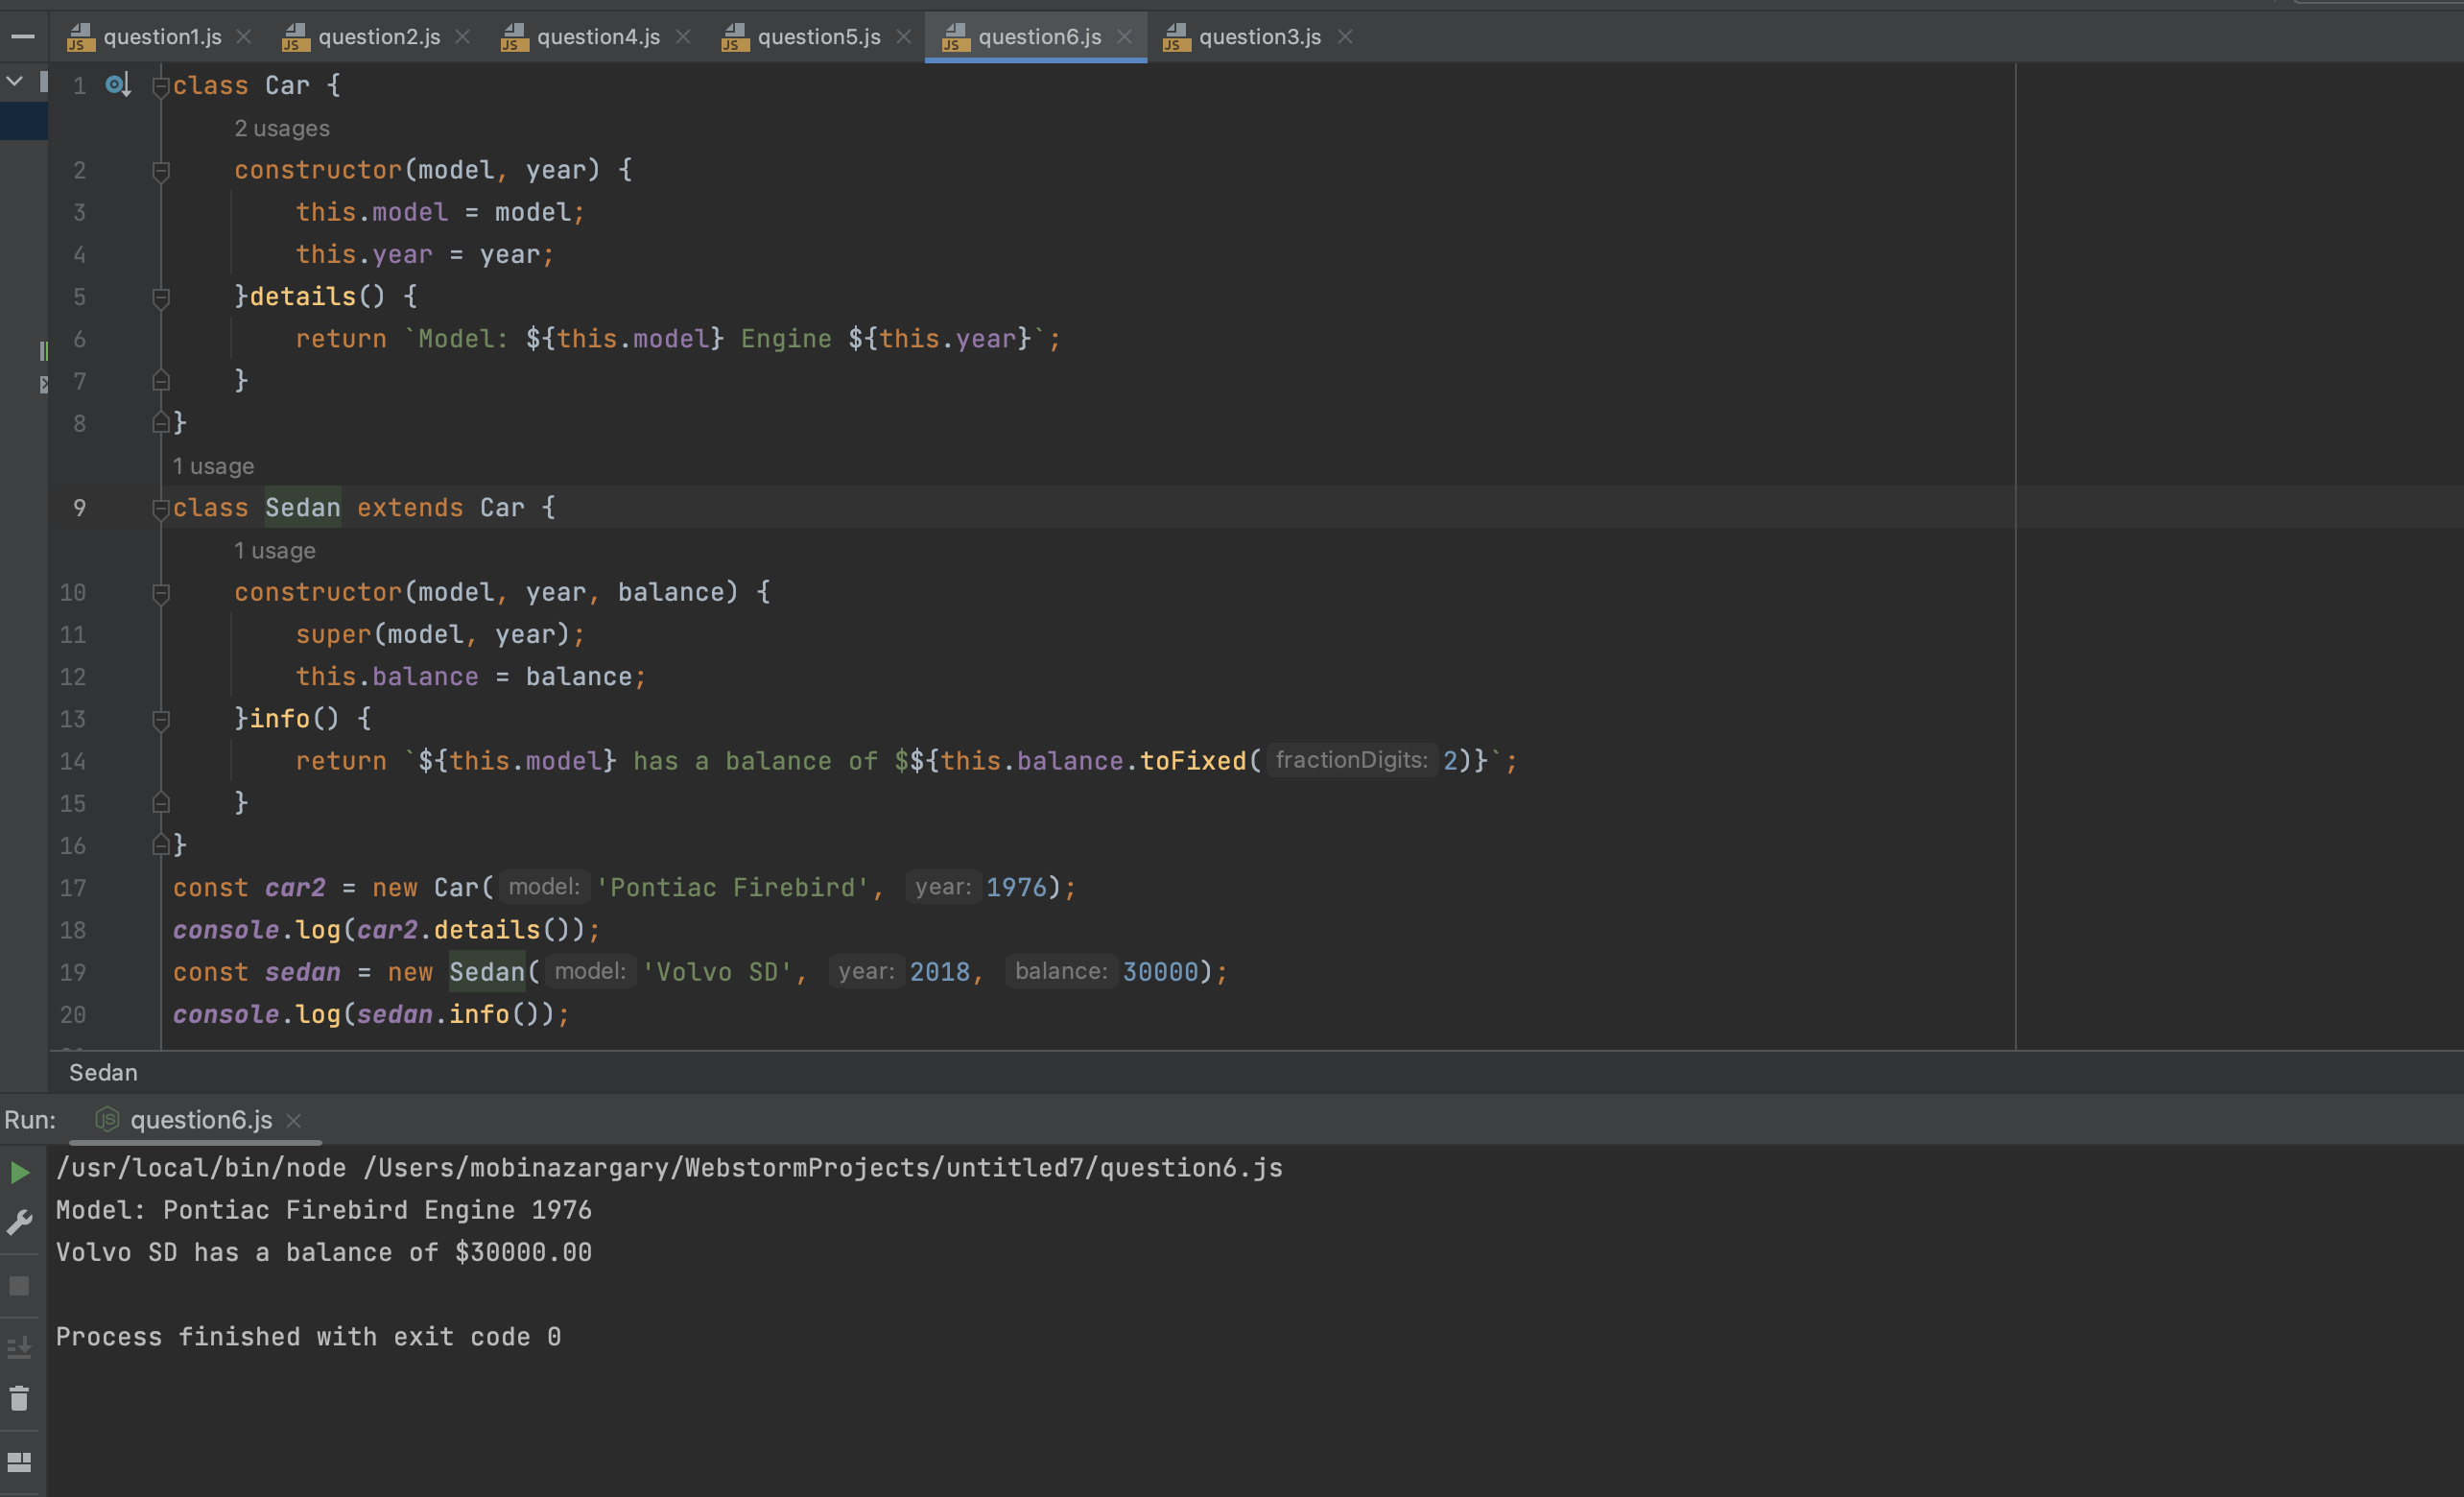 question1.js question2.js question4.js question5.js question6.js question3.js
1 class Car {
2 usages
2 constructor(model, year) {
3 this.model = model;
4 this.year = year;
5 }details() {
6 return `Model: ${this.model} Engine ${this.year}`;
7 }
8 }
1 usage
9 class Sedan extends Car {
1 usage
10 constructor(model, year, balance) {
11 super(model, year);
12 this.balance = balance;
13 }info() {
14 return `${this.model} has a balance of $${this.balance.toFixed( fractionDigits: 2)}`;
15 }
16 }
17 const car2 = new Car( model: 'Pontiac Firebird', year: 1976);
18 console.log(car2.details());
19 const sedan = new Sedan( model: 'Volvo SD', year: 2018, balance: 30000);
20 console.log(sedan.info());
Sedan
Run: question6.js
/usr/local/bin/node /Users/mobinazargary/WebstormProjects/untitled7/question6.js
Model: Pontiac Firebird Engine 1976
Volvo SD has a balance of $30000.00
Process finished with exit code 0